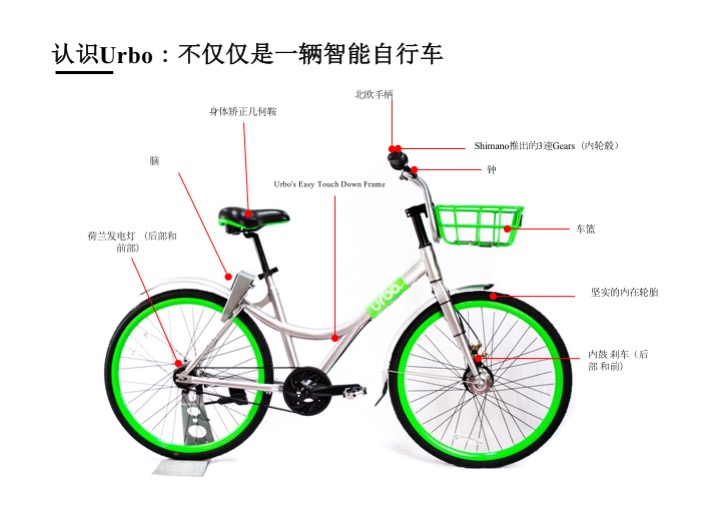 认识Urbo：不仅仅是一辆智能自行车
北欧手柄
身体矫正几何鞍
Shimano推出的3速Gears（内轮毂）
脑
钟
Urbo's Easy Touch Down Frame
车篮
荷兰发电灯 （后部和
前部)
坚实的内在轮胎
urbo
内鼓 刹车（后
部 和前)